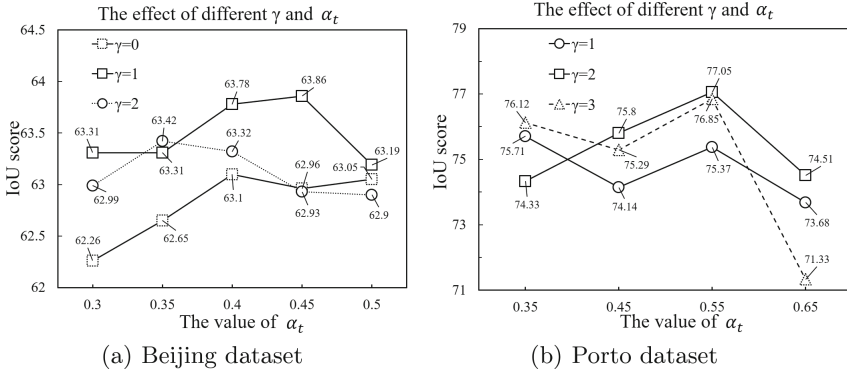 The effect of different γ and α_t
64.5
64
63.5
63
62.5
62
IoU score
γ=0
γ=1
γ=2
63.31
63.42
63.78
63.86
63.32
63.31
62.99
62.96
63.05
63.19
63.1
62.93
62.9
62.65
62.26
0.3 0.35 0.4 0.45 0.5
The value of α_t
(a) Beijing dataset
The effect of different γ and α_t
79
77
75
73
71
IoU score
γ=1
γ=2
γ=3
76.12
75.8
77.05
76.85
75.71
75.29
75.37
74.51
74.33
74.14
73.68
71.33
0.35 0.45 0.55 0.65
The value of α_t
(b) Porto dataset